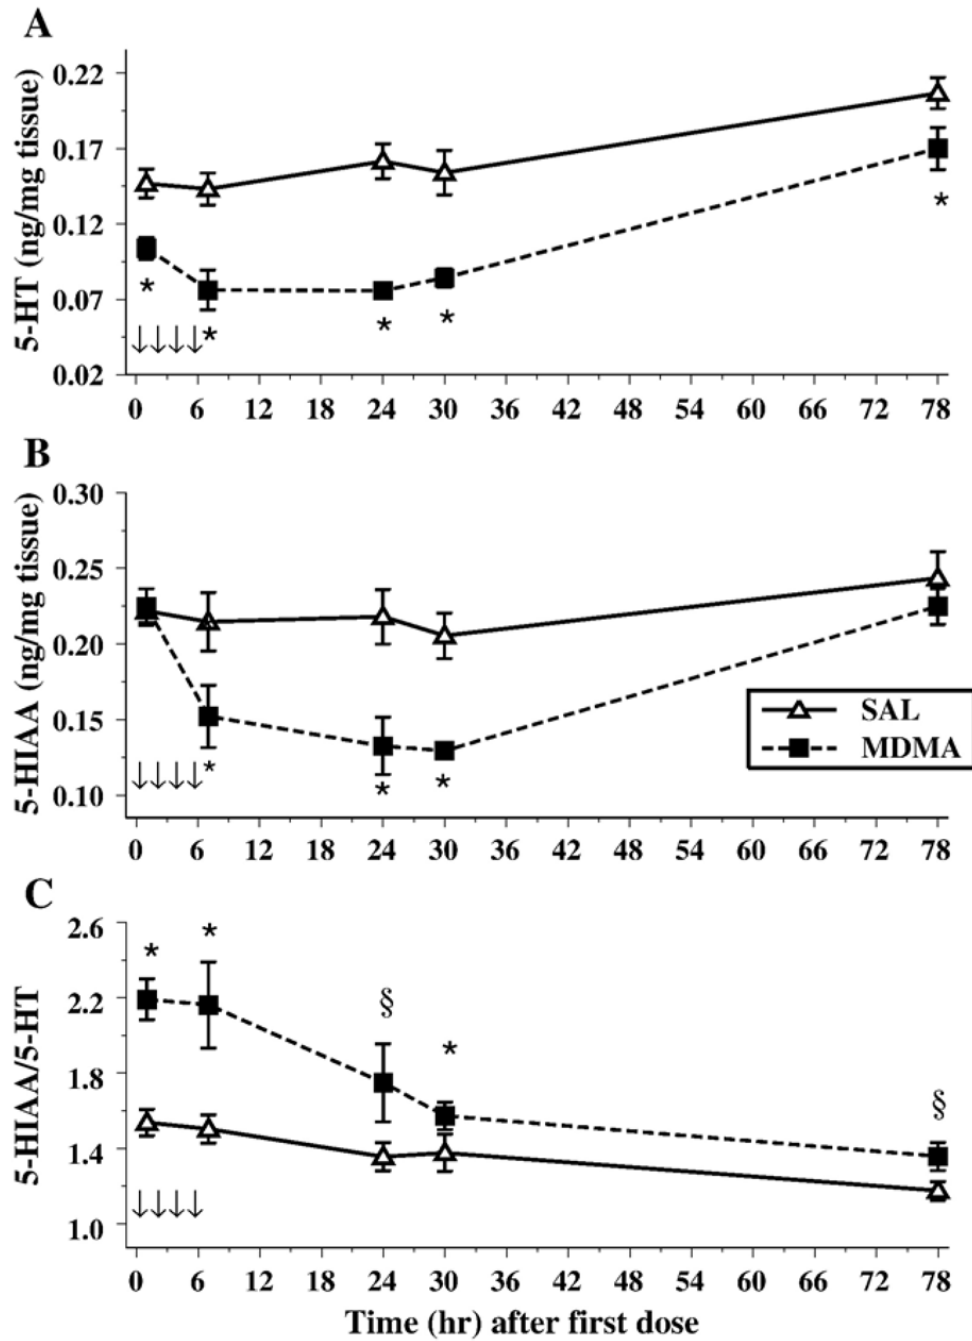 A
5-HT (ng/mg tissue)
0.22
0.17
0.12
0.07
0.02
* * * * *
↓↓↓↓
0 6 12 18 24 30 36 42 48 54 60 66 72 78
B
5-HIAA (ng/mg tissue)
0.30
0.25
0.20
0.15
0.10
* * *
↓↓↓↓
SAL
MDMA
0 6 12 18 24 30 36 42 48 54 60 66 72 78
C
5-HIAA/5-HT
2.6
2.2
1.8
1.4
1.0
* * § * §
↓↓↓↓
0 6 12 18 24 30 36 42 48 54 60 66 72 78
Time (hr) after first dose